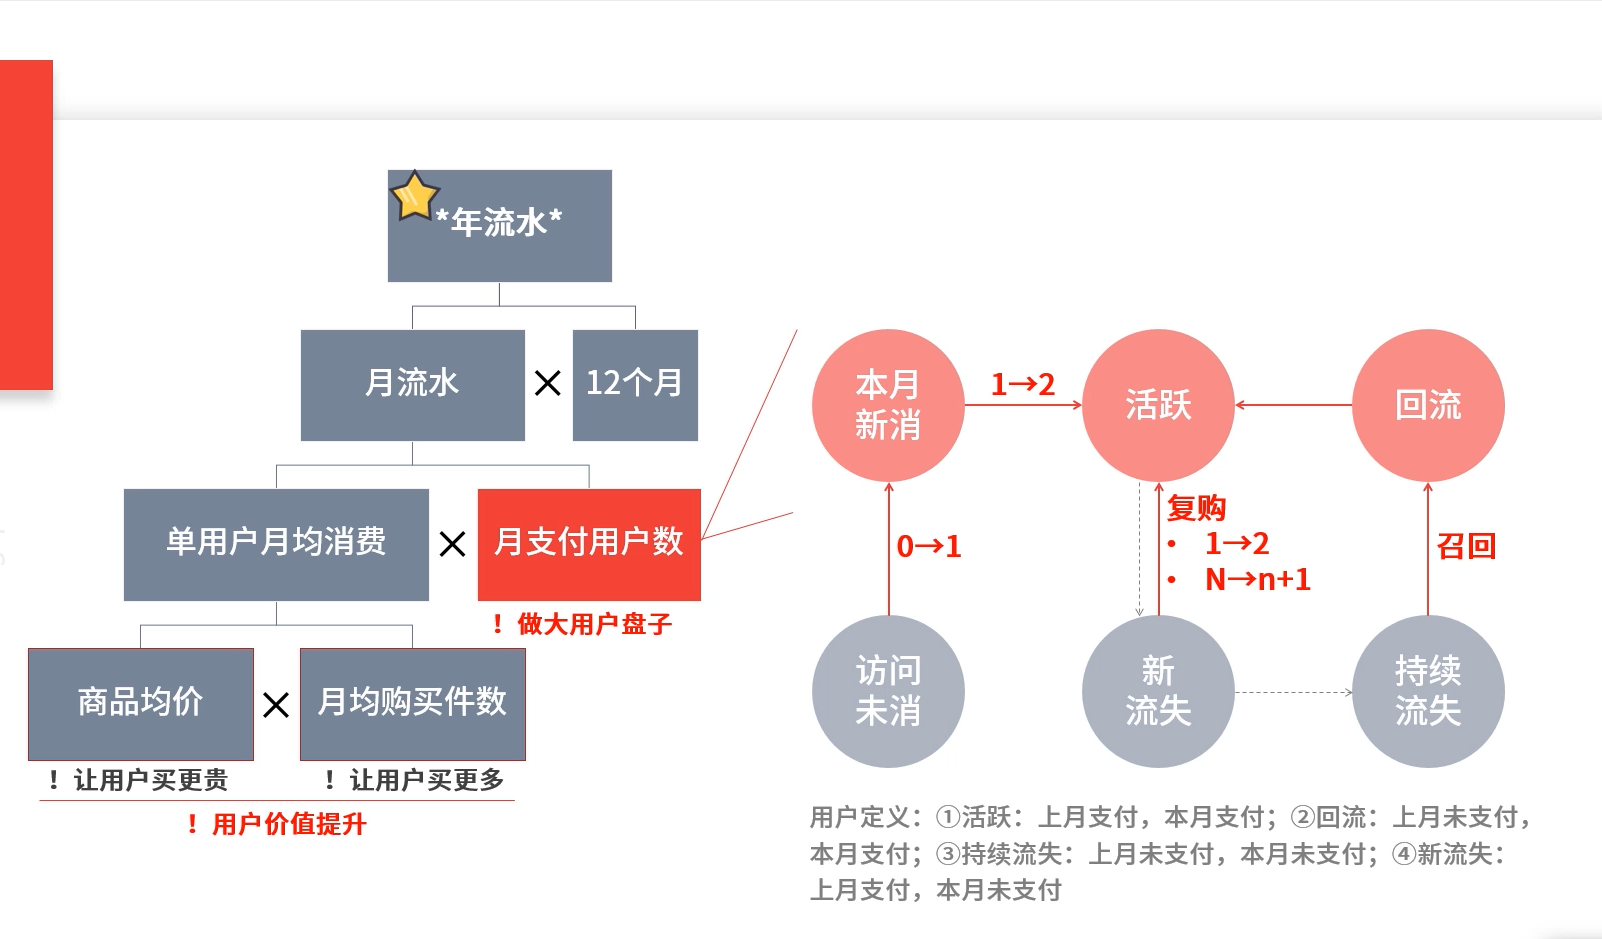 *年流水*
月流水
12个月
单用户月均消费
月支付用户数
！做大用户盘子
商品均价
月均购买件数
！让用户买更贵
！让用户买更多
！用户价值提升
本月
新消
1→2
活跃
回流
0→1
复购
• 1→2
• N→n+1
召回
访问
未消
新
流失
持续
流失
用户定义：①活跃：上月支付，本月支付；②回流：上月未支付，
本月支付；③持续流失：上月未支付，本月未支付；④新流失：
上月支付，本月未支付